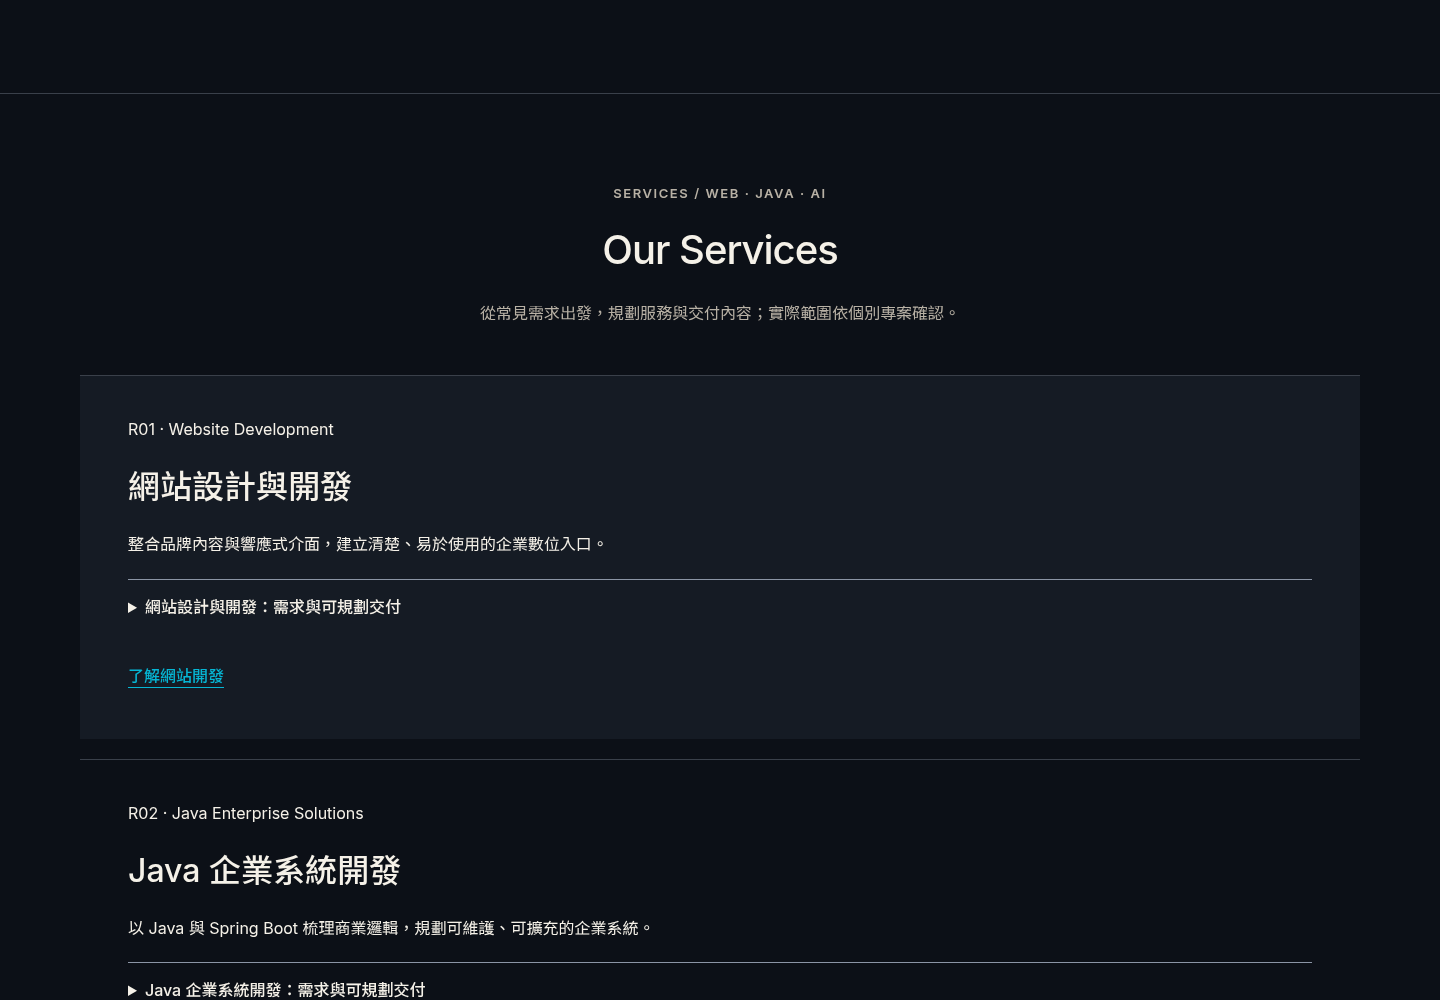 SERVICES / WEB · JAVA · AI
Our Services
從常見需求出發，規劃服務與交付內容；實際範圍依個別專案確認。
R01 · Website Development
網站設計與開發
整合品牌內容與響應式介面，建立清楚、易於使用的企業數位入口。
網站設計與開發：需求與可規劃交付
了解網站開發
R02 · Java Enterprise Solutions
Java 企業系統開發
以 Java 與 Spring Boot 梳理商業邏輯，規劃可維護、可擴充的企業系統。
Java 企業系統開發：需求與可規劃交付